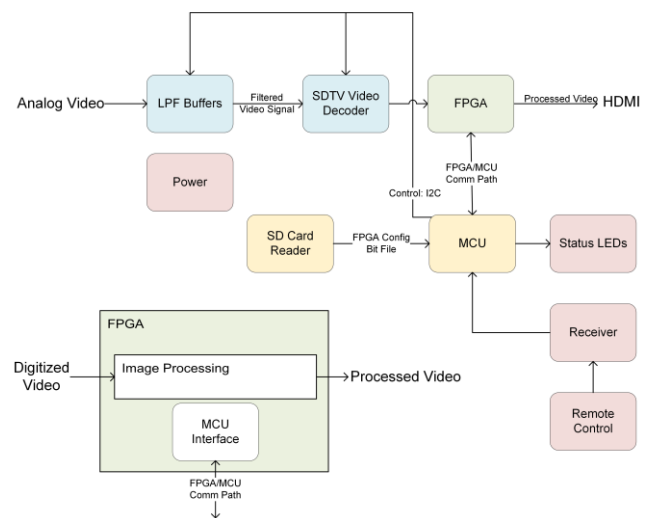 Analog Video
LPF Buffers
Filtered
Video Signal
SDTV Video
Decoder
FPGA
Processed Video
HDMI
Power
FPGA/MCU
Comm Path
Control: I2C
SD Card
Reader
FPGA Config
Bit File
MCU
Status LEDs
Receiver
Remote
Control
FPGA
Digitized
Video
Image Processing
Processed Video
MCU
Interface
FPGA/MCU
Comm Path